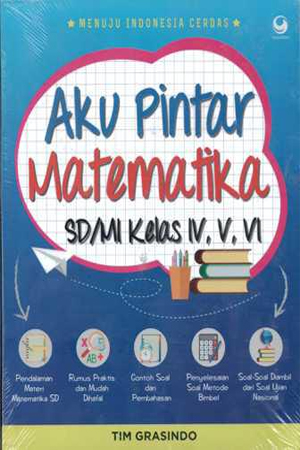 MENUJU INDONESIA CERDAS
Aku Pintar
Matematika
SD/MI Kelas IV, V, VI
Pendalaman
Materi
Matematika SD
Rumus Praktis
dan Mudah
Dihafal
Contoh Soal
dan
Pembahasan
Penyelesaian
Soal Metode
Bimbel
Soal-Soal Diambil
dari Soal Ujian
Nasional
TIM GRASINDO